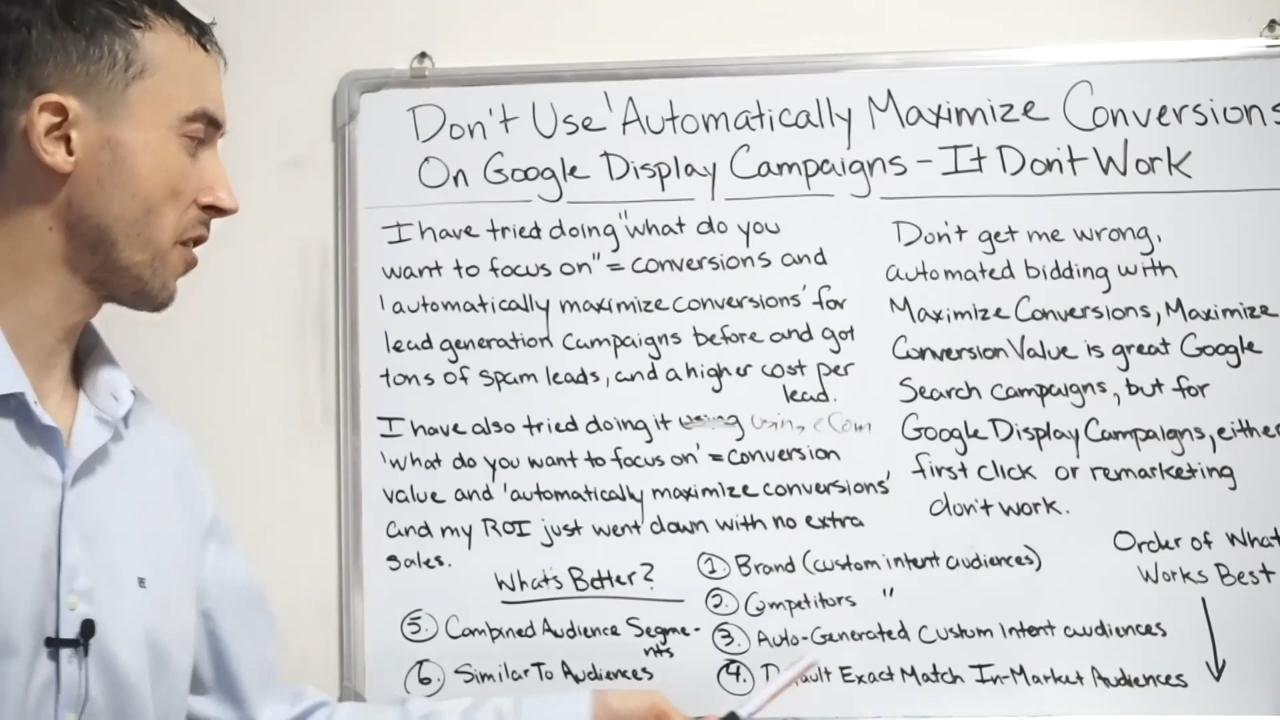 Don't Use 'Automatically Maximize Conversions
On Google Display Campaigns - It Don't Work
I have tried doing "what do you
want to focus on" = conversions and
'automatically maximize conversions' for
lead generation campaigns before and got
tons of spam leads, and a higher cost per
lead.
I have also tried doing it using eCom
'what do you want to focus on' = conversion
value and 'automatically maximize conversions'
and my ROI just went down with no extra
sales.
Don't get me wrong,
automated bidding with
Maximize Conversions, Maximize
Conversion Value is great Google
Search campaigns, but for
Google Display Campaigns, either
first click or remarketing
don't work.
What's Better?
Order of What
Works Best
1. Brand (custom intent audiences)
2. Competitors "
3. Auto-Generated Custom Intent audiences
4. Default Exact Match In-Market Audiences
5. Combined Audience Segme-
nts
6. Similar To Audiences